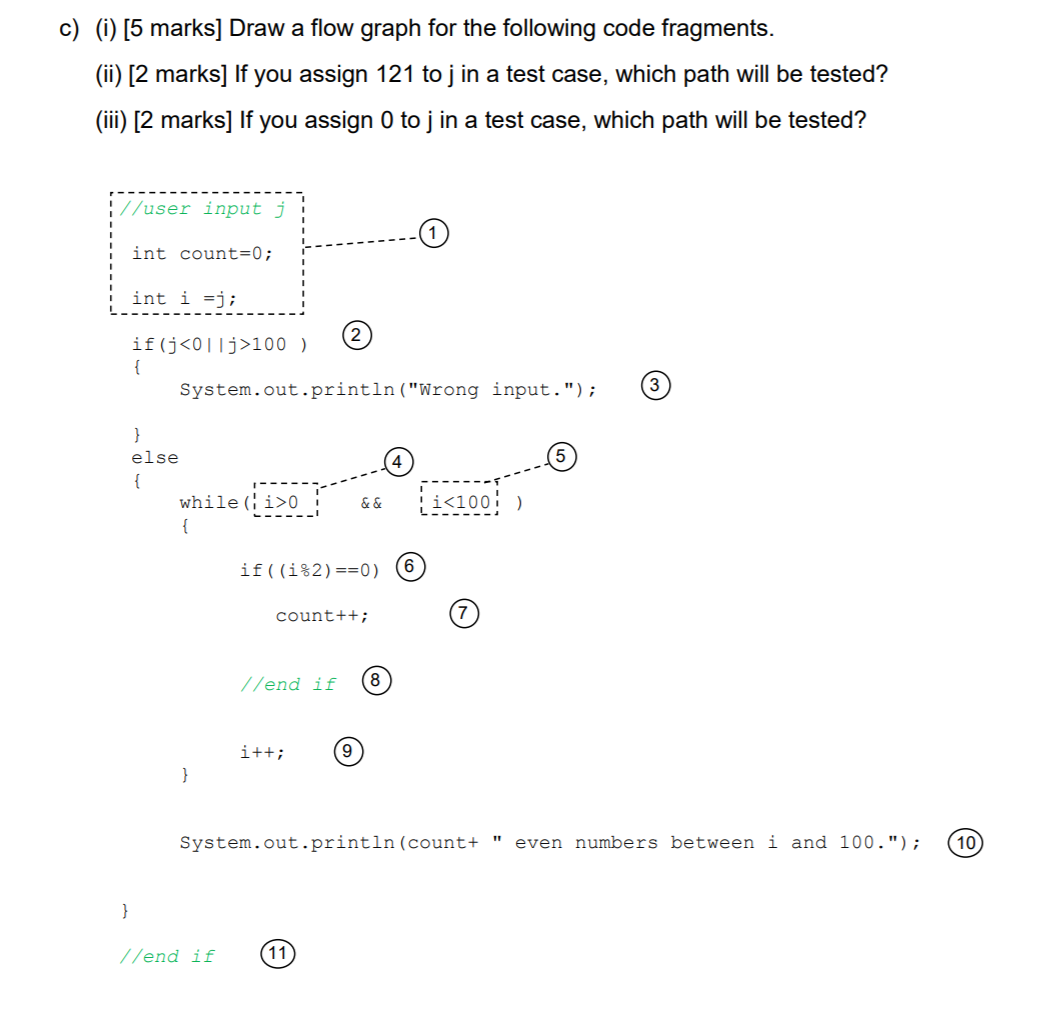 c) (i) [5 marks] Draw a flow graph for the following code fragments.
(ii) [2 marks] If you assign 121 to j in a test case, which path will be tested?
(iii) [2 marks] If you assign 0 to j in a test case, which path will be tested?
//user input j
1
int count=0;
int i =j;
if(j<0||j>100 ) 2
{
System.out.println("Wrong input."); 3
}
else
4 5
{
while( i>0 && i<100 )
{
if((i%2)==0) 6
count++; 7
//end if 8
i++; 9
}
System.out.println(count+ " even numbers between i and 100."); 10
}
//end if 11